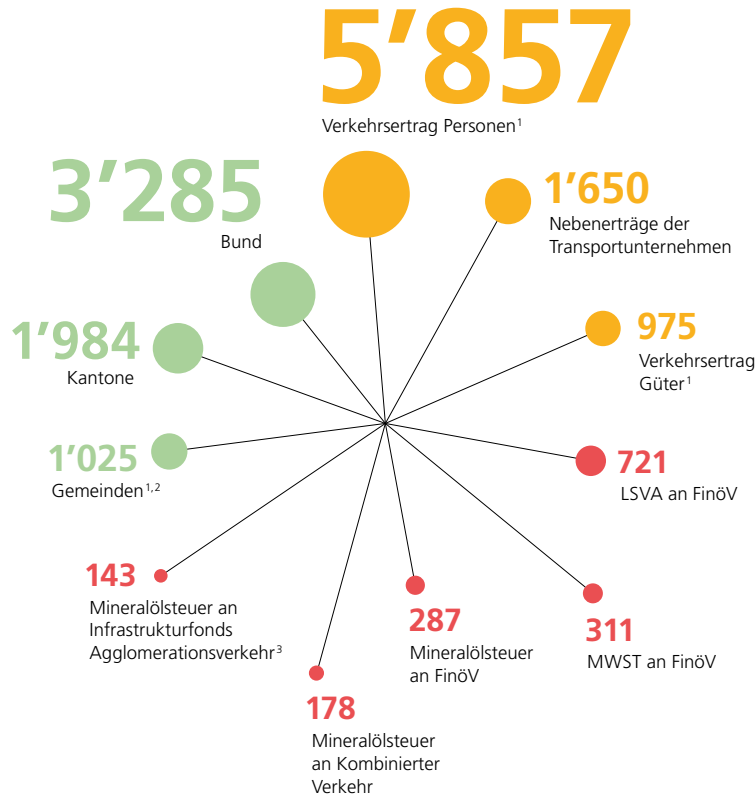 5’857
Verkehrsertrag Personen¹
3’285
Bund
1’650
Nebenerträge der
Transportunternehmen
1’984
Kantone
975
Verkehrsertrag
Güter¹
1’025
Gemeinden¹,²
721
LSVA an FinöV
143
Mineralölsteuer an
Infrastrukturfonds
Agglomerationsverkehr³
287
Mineralölsteuer
an FinöV
311
MWST an FinöV
178
Mineralölsteuer
an Kombinierter
Verkehr